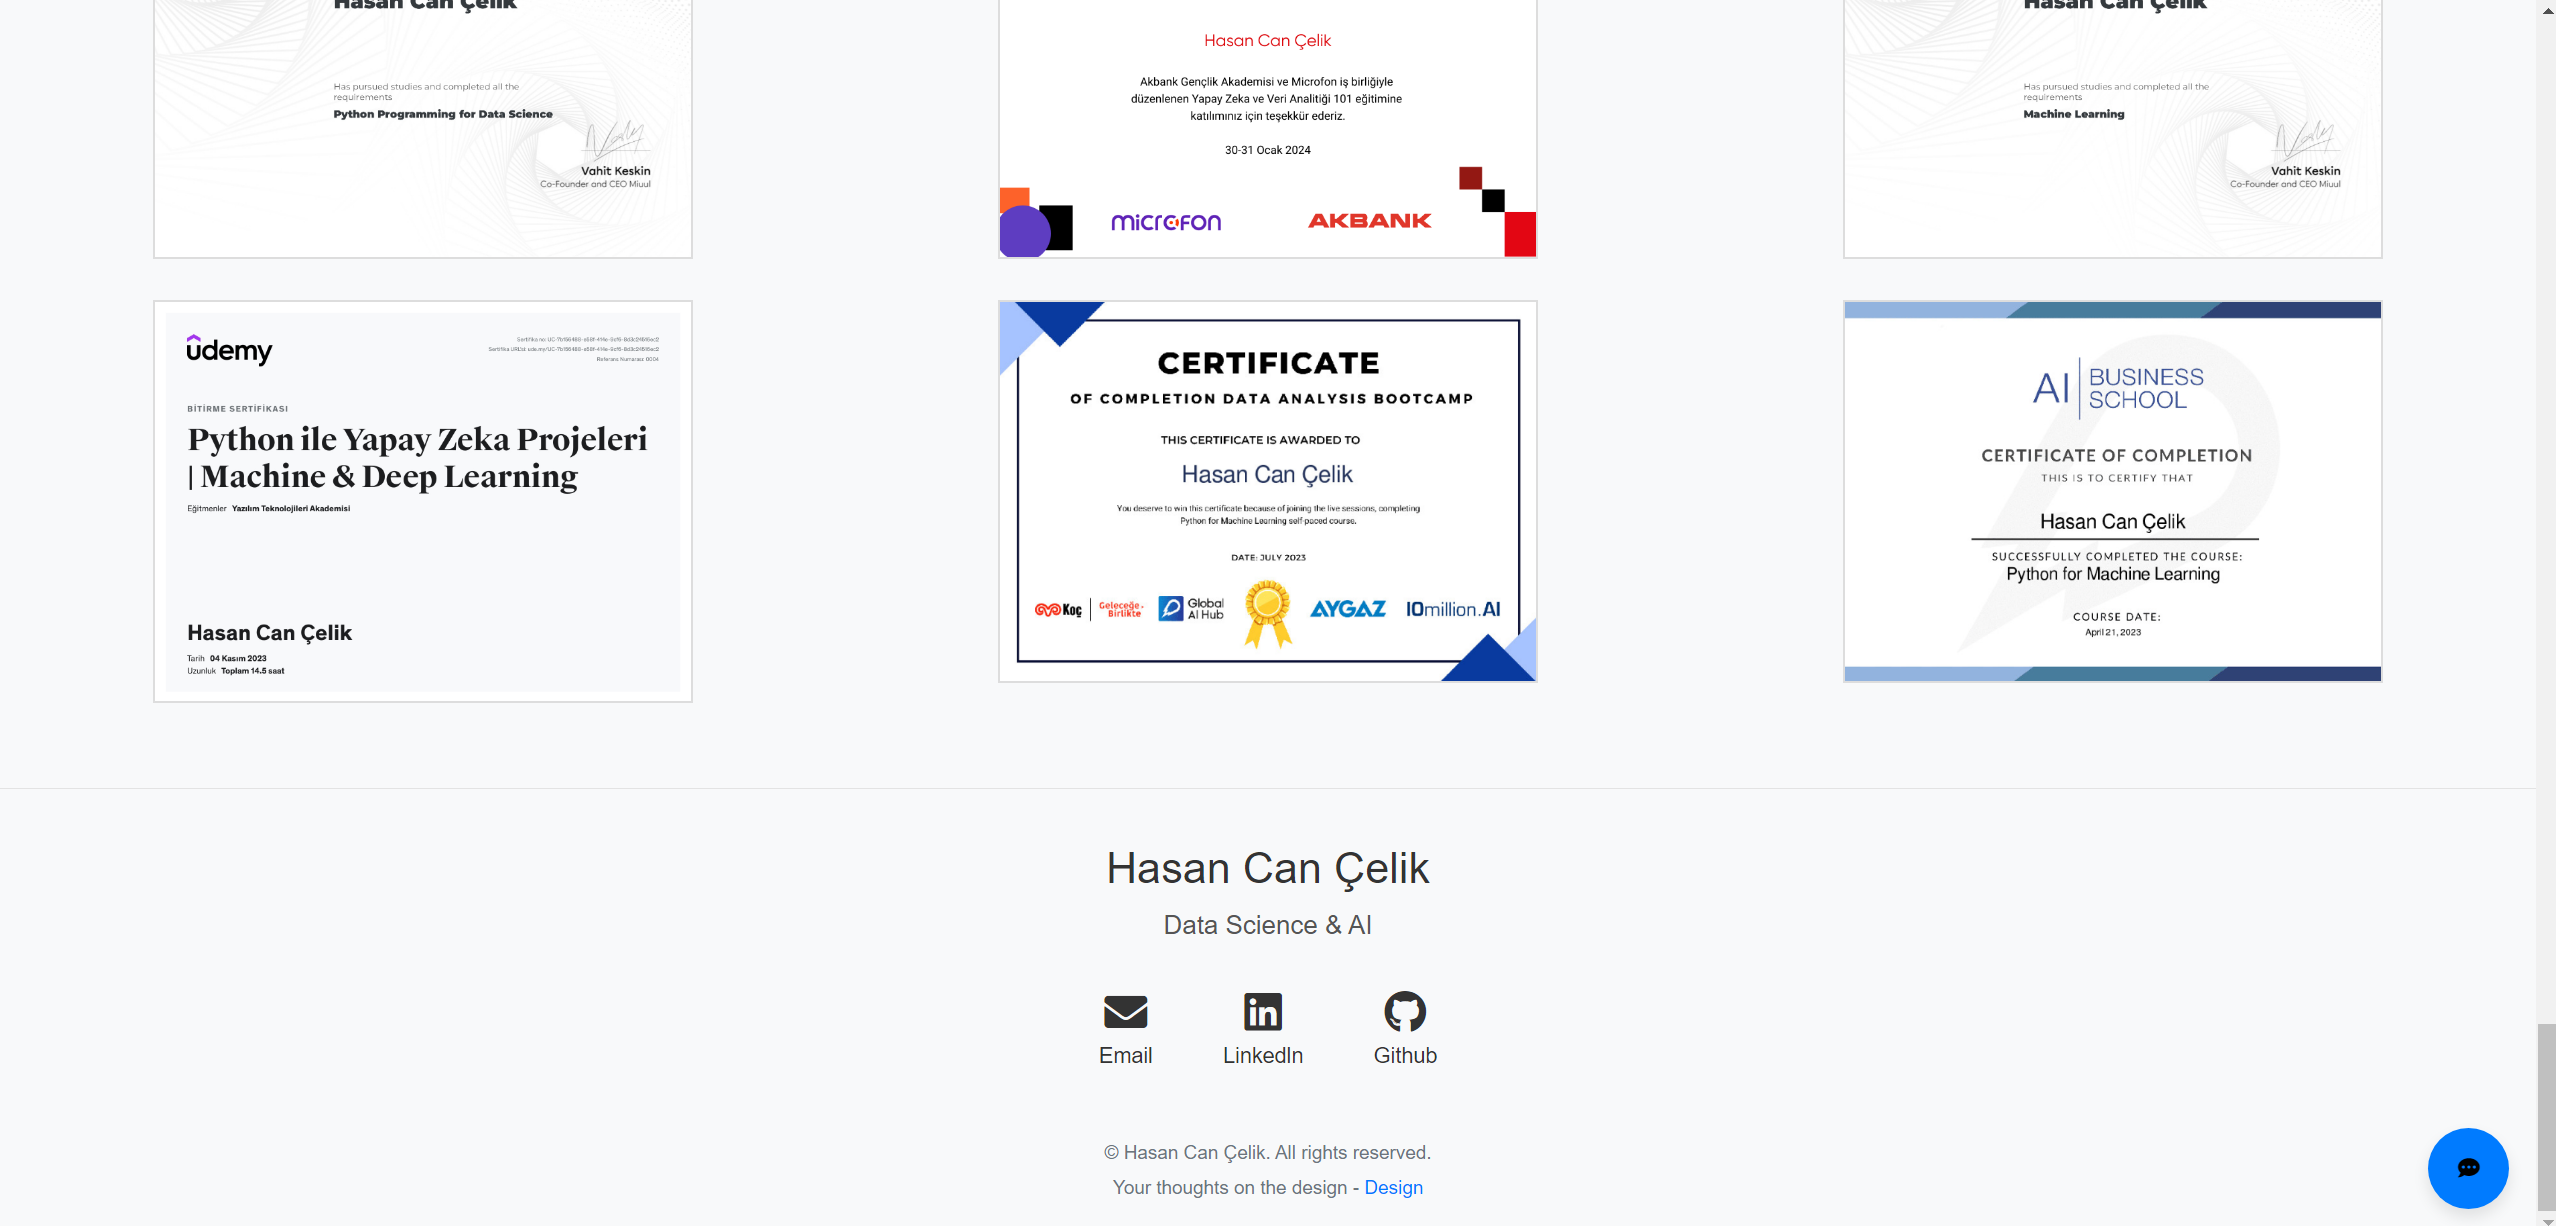 Hasan Can Çelik
Has pursued studies and completed all the
requirements
Python Programming for Data Science
Vahit Keskin
Co-Founder and CEO Miuul
Hasan Can Çelik
Akbank Gençlik Akademisi ve Microfon iş birliğiyle
düzenlenen Yapay Zeka ve Veri Analitiği 101 eğitimine
katılımınız için teşekkür ederiz.
30-31 Ocak 2024
microfon
AKBANK
Hasan Can Çelik
Has pursued studies and completed all the
requirements
Machine Learning
Vahit Keskin
Co-Founder and CEO Miuul
udemy
Referans Numarası 0004
BİTİRME SERTİFİKASI
Python ile Yapay Zeka Projeleri
| Machine & Deep Learning
Eğitmenler Yazılım Teknolojileri Akademisi
Hasan Can Çelik
Tarih 04 Kasım 2023
Uzunluk Toplam 14.5 saat
CERTIFICATE
OF COMPLETION DATA ANALYSIS BOOTCAMP
THIS CERTIFICATE IS AWARDED TO
Hasan Can Çelik
You deserve to win this certificate because of joining the live sessions, completing
Python for Machine Learning self-paced course.
DATE: JULY 2023
Koç
Geleceğe
Birlikte
Global
AI Hub
AYGAZ
10million.AI
AI BUSINESS
SCHOOL
CERTIFICATE OF COMPLETION
THIS IS TO CERTIFY THAT
Hasan Can Çelik
SUCCESSFULLY COMPLETED THE COURSE:
Python for Machine Learning
COURSE DATE:
April 21, 2023
Hasan Can Çelik
Data Science & AI
Email
LinkedIn
Github
© Hasan Can Çelik. All rights reserved.
Your thoughts on the design - Design